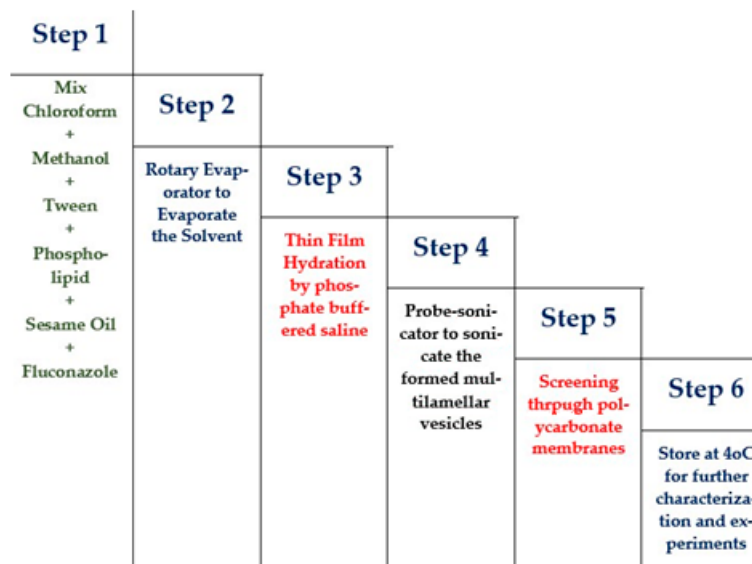 Step 1
Mix
Chloroform
+
Methanol
+
Tween
+
Phospho-
lipid
+
Sesame Oil
+
Fluconazole
Step 2
Rotary Evap-
orator to
Evaporate
the Solvent
Step 3
Thin Film
Hydration
by phos-
phate buff-
ered saline
Step 4
Probe-soni-
cator to soni-
cate the
formed mul-
tilamellar
vesicles
Step 5
Screening
thrpugh pol-
ycarbonate
membranes
Step 6
Store at 4oC
for further
characteriza-
tion and ex-
periments